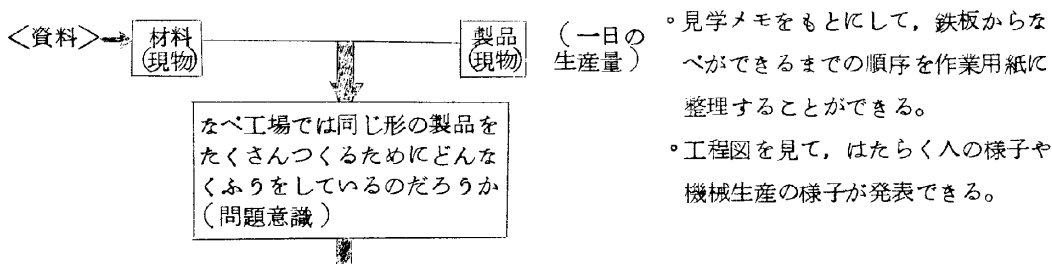 <資料> 材料 製品 (一日の
(現物) (現物) 生産量)
なべ工場では同じ形の製品を
たくさんつくるためにどんな
くふうをしているのだろうか
(問題意識)
◦見学メモをもとにして,鉄板からな
べができるまでの順序を作業用紙に
整理することができる。
◦工程図を見て,はたらく人の様子や
機械生産の様子が発表できる。